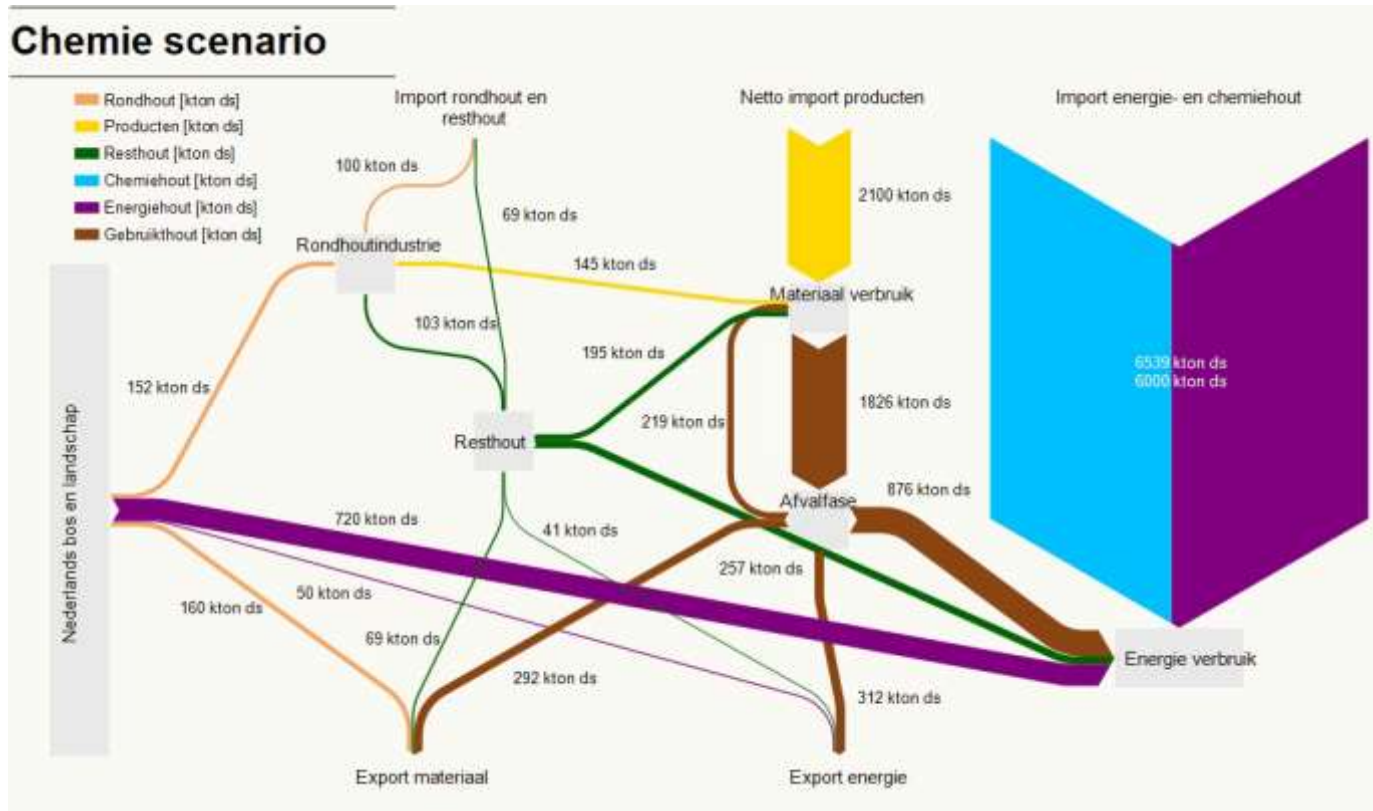 Chemie scenario
Rondhout [kton ds]
Producten [kton ds]
Resthout [kton ds]
Chemiehout [kton ds]
Energiehout [kton ds]
Gebruikthout [kton ds]
Import rondhout en
resthout
Netto import producten
Import energie- en chemiehout
100 kton ds
69 kton ds
2100 kton ds
Rondhoutindustrie
145 kton ds
Materiaal verbruik
103 kton ds
195 kton ds
6539 kton ds
6000 kton ds
152 kton ds
1826 kton ds
219 kton ds
Resthout
Nederlands bos en landschap
Afvalfase
876 kton ds
720 kton ds
41 kton ds
257 kton ds
50 kton ds
160 kton ds
69 kton ds
292 kton ds
Energie verbruik
312 kton ds
Export materiaal
Export energie